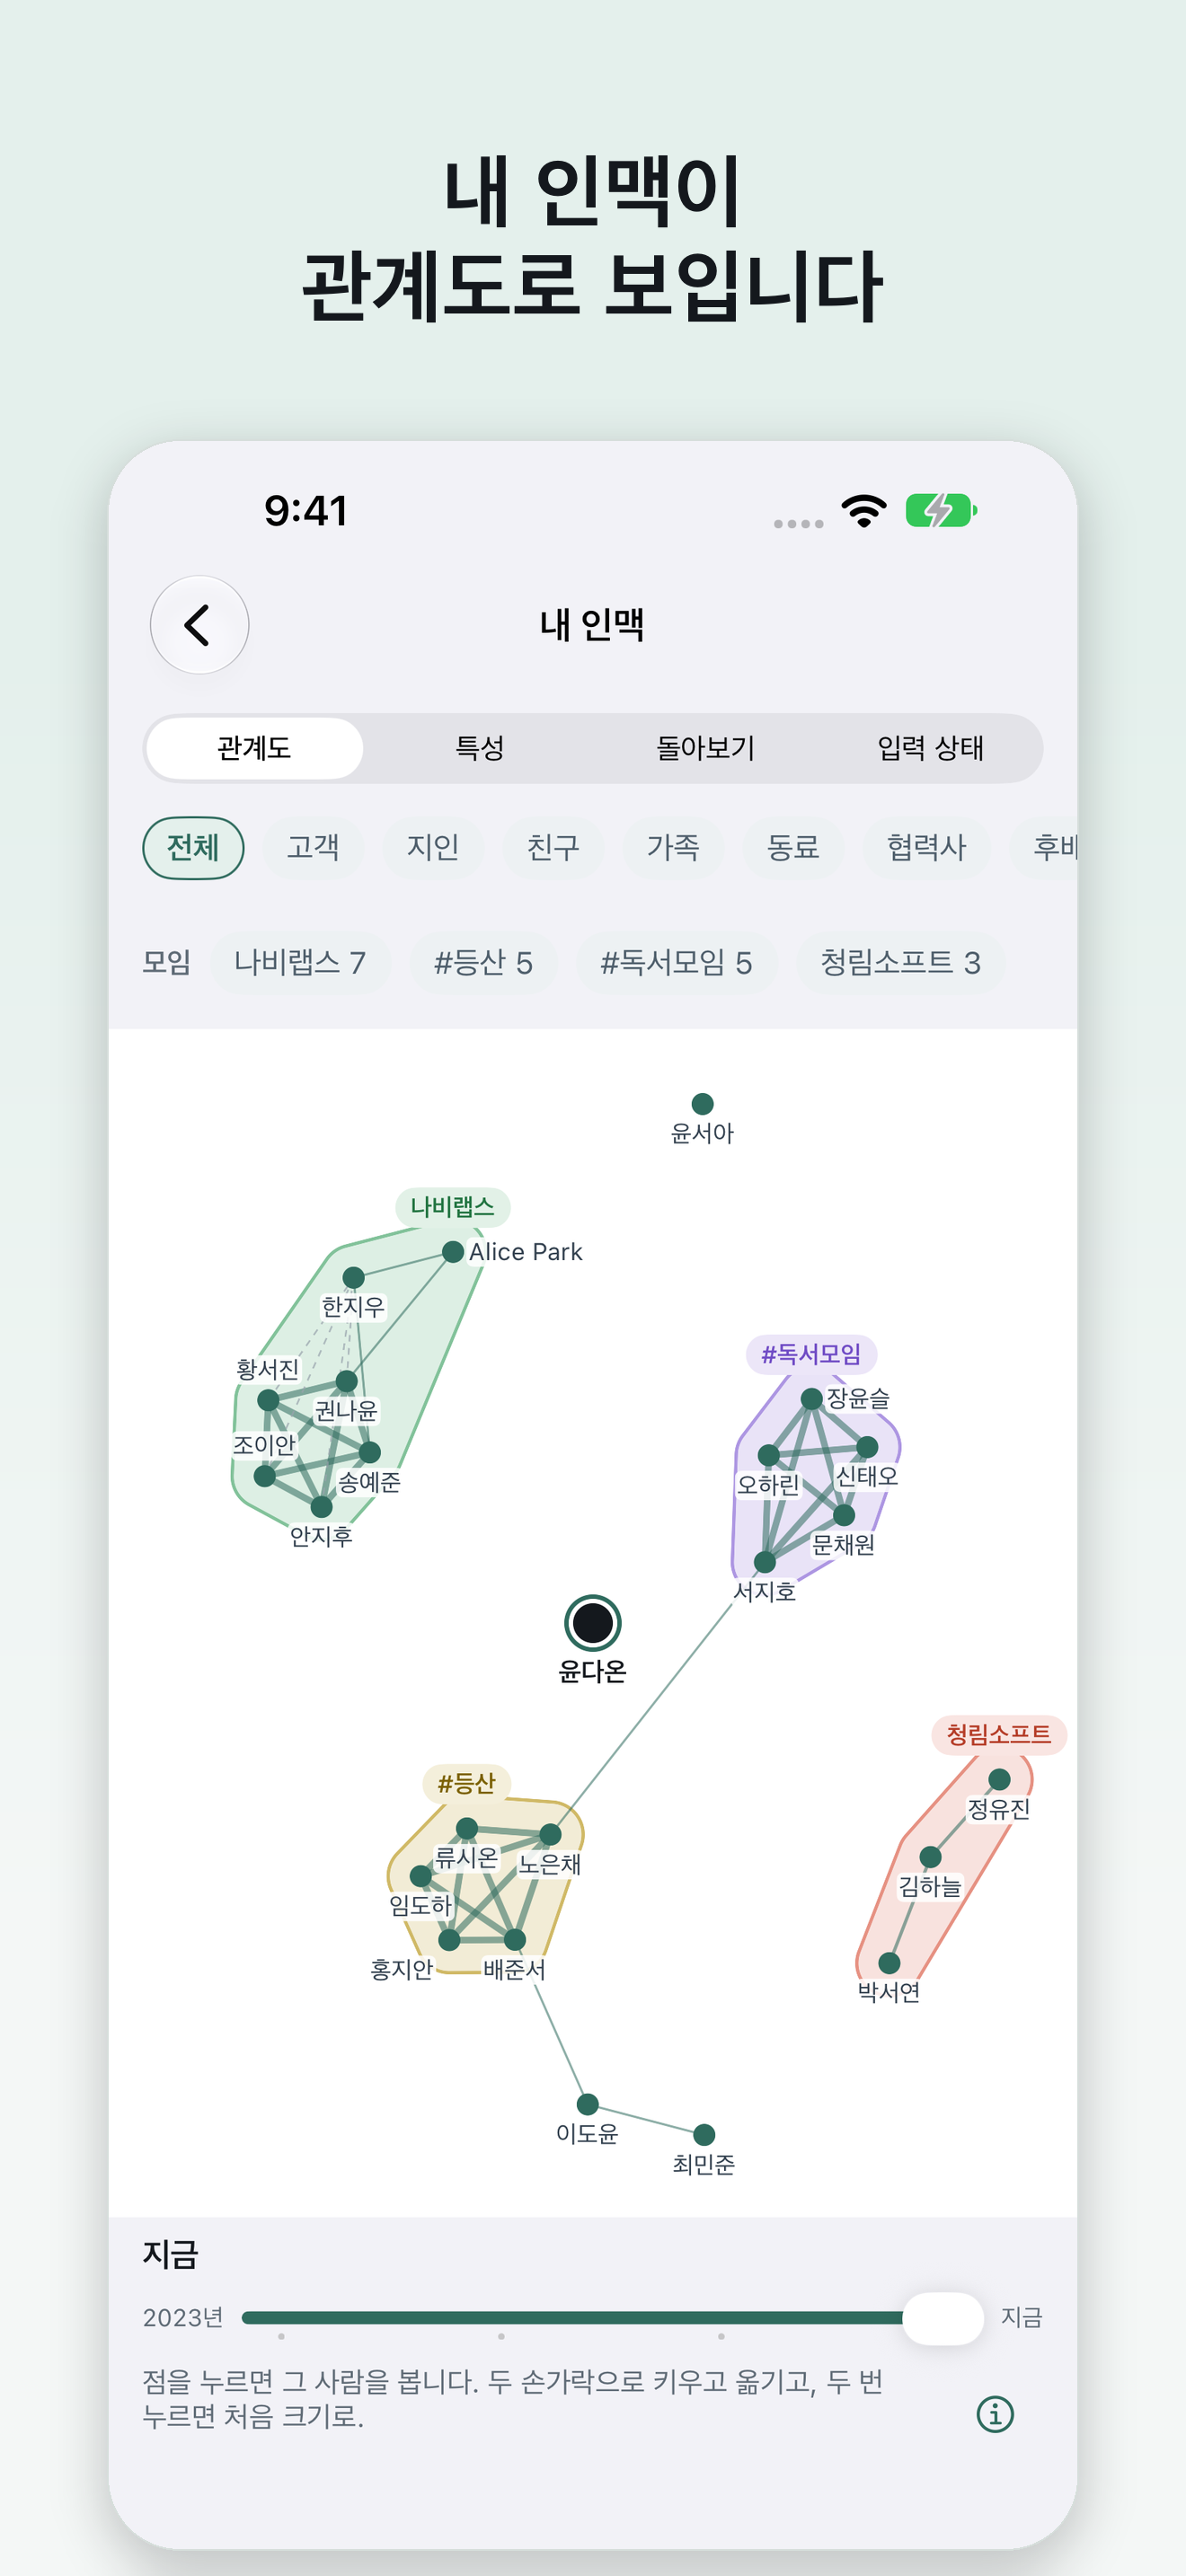 내 인맥이
관계도로 보입니다
9:41
내 인맥
관계도 특성 돌아보기 입력 상태
전체 고객 지인 친구 가족 동료 협력사
모임 나비랩스 7 #등산 5 #독서모임 5 청림소프트 3
윤서아
나비랩스
Alice Park
한지우
#독서모임
황서진
장윤슬
권나윤
조이안
신태오
송예준
오하린
안지후
문채원
서지호
윤다온
청림소프트
#등산
정유진
류시온
노은채
김하늘
임도하
홍지안
배준서
박서연
이도윤
최민준
지금
2023년 지금
점을 누르면 그 사람을 봅니다. 두 손가락으로 키우고 옮기고, 두 번
누르면 처음 크기로.